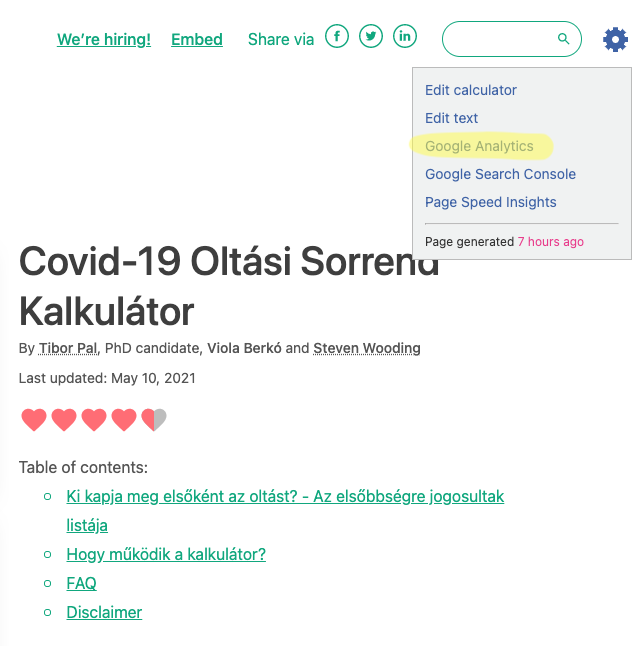 We're hiring! Embed Share via
Edit calculator
Edit text
Google Analytics
Google Search Console
Page Speed Insights
Page generated 7 hours ago
Covid-19 Oltási Sorrend
Kalkulátor
By Tibor Pal, PhD candidate, Viola Berkó and Steven Wooding
Last updated: May 10, 2021
Table of contents:
Ki kapja meg elsőként az oltást? - Az elsőbbségre jogosultak
listája
Hogy működik a kalkulátor?
FAQ
Disclaimer